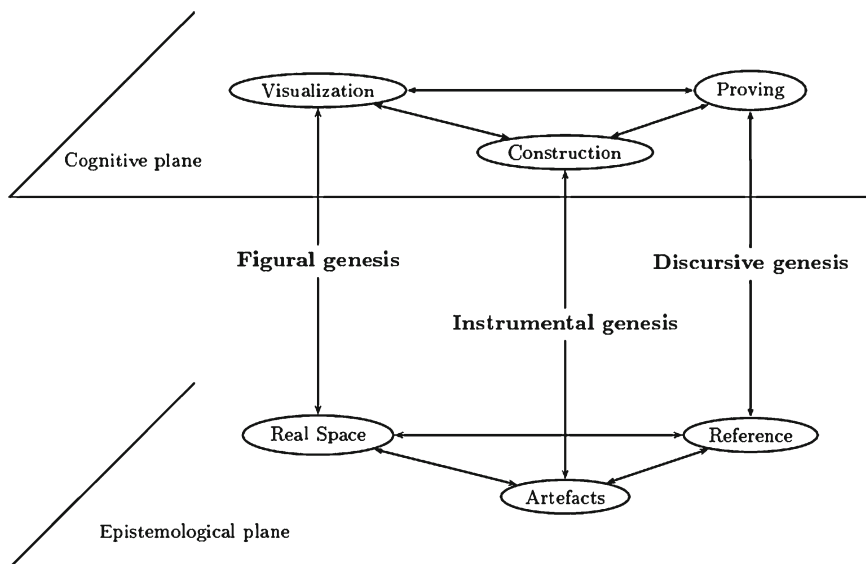 Visualization
Proving
Construction
Cognitive plane
Figural genesis
Discursive genesis
Instrumental genesis
Real Space
Reference
Artefacts
Epistemological plane